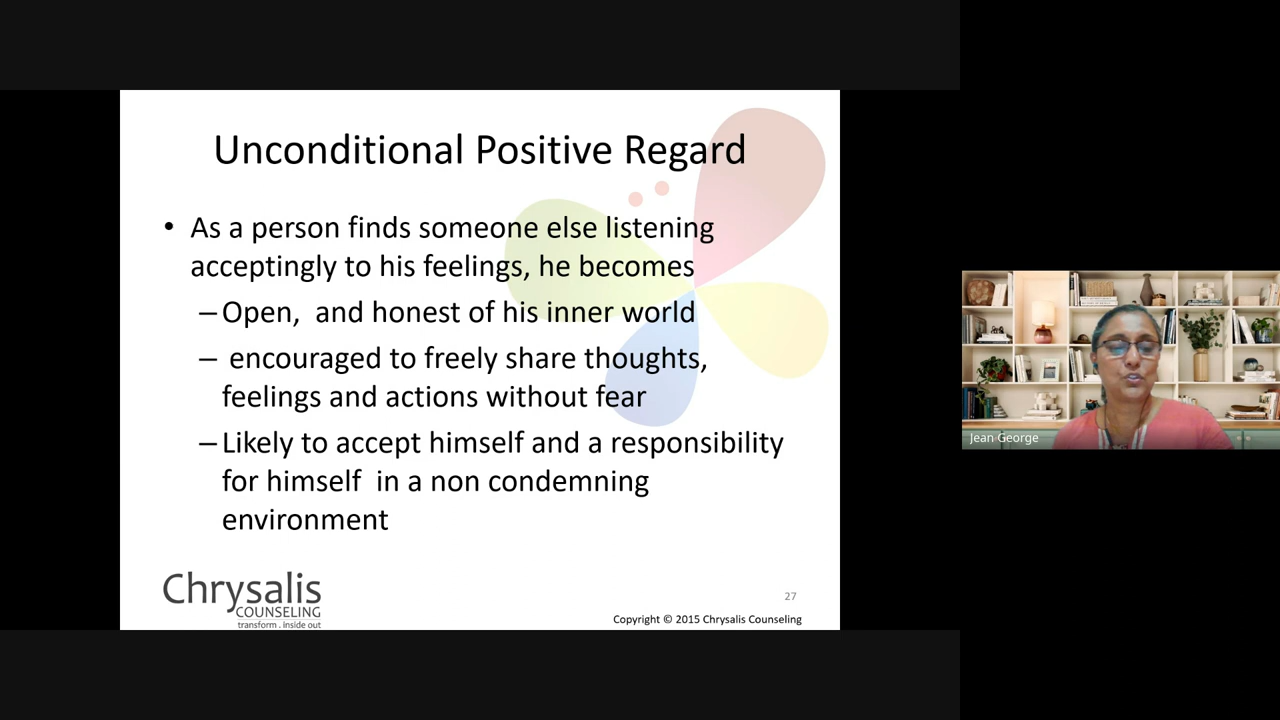 Unconditional Positive Regard
• As a person finds someone else listening
acceptingly to his feelings, he becomes
– Open,  and honest of his inner world
–  encouraged to freely share thoughts,
feelings and actions without fear
– Likely to accept himself and a responsibility
for himself  in a non condemning
environment
Chrysalis
COUNSELING
transform . inside out
27
Copyright © 2015 Chrysalis Counseling
Jean George